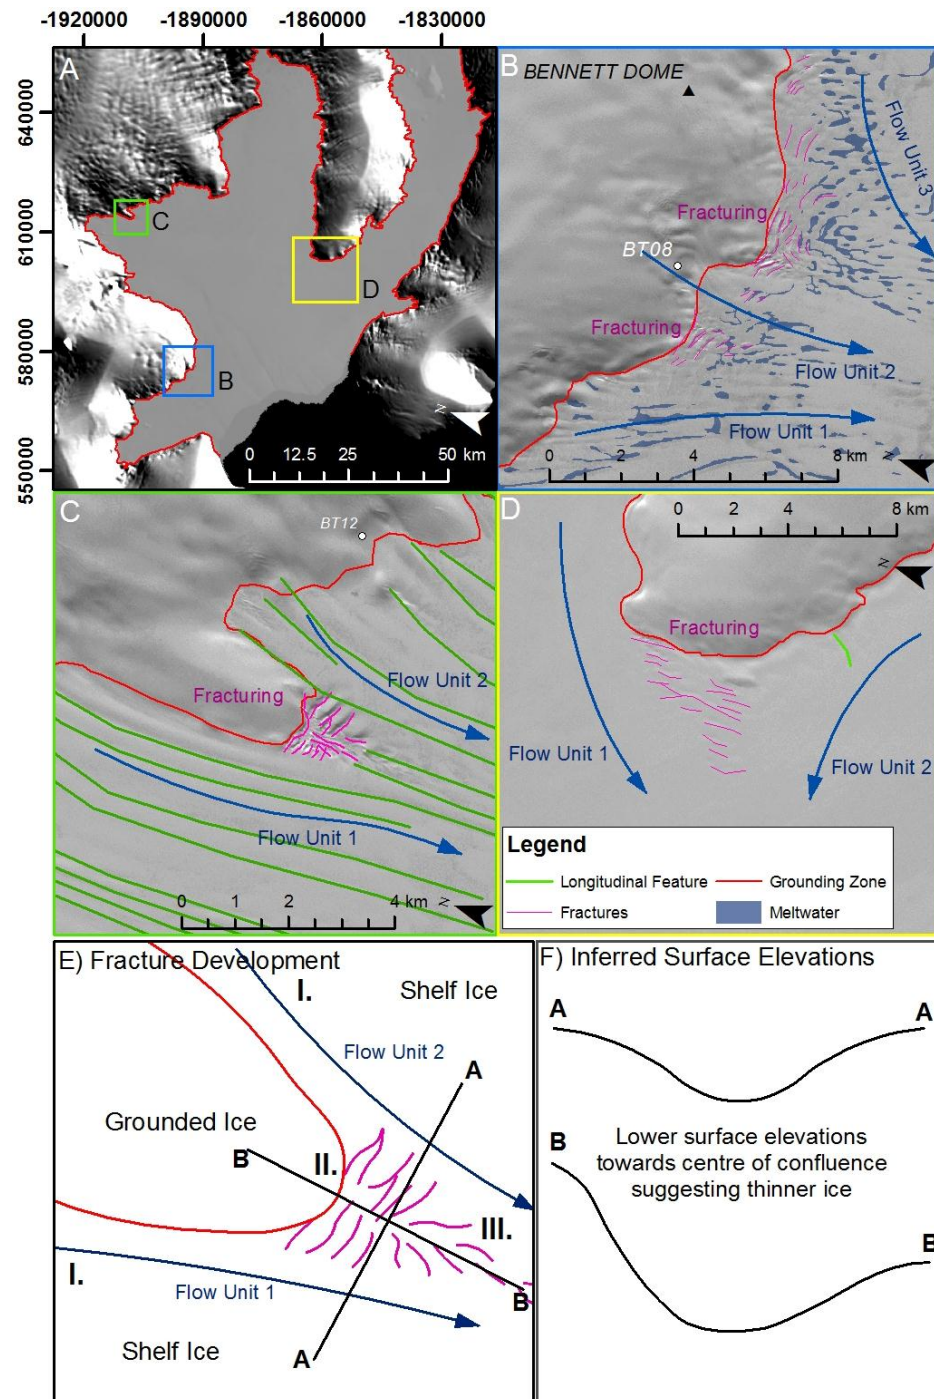 -1920000 -1890000 -1860000 -1830000
640000
610000
580000
550000
A
C
D
B
N
0 12.5 25 50 km
B
BENNETT DOME
Flow Unit 3
Fracturing
BT08
Fracturing
Flow Unit 2
Flow Unit 1
0 2 4 8 km
N
C
BT12
Flow Unit 2
Fracturing
Flow Unit 1
0 1 2 4 km
N
D
0 2 4 8 km
N
Fracturing
Flow Unit 1
Flow Unit 2
Legend
Longitudinal Feature
Grounding Zone
Fractures
Meltwater
E) Fracture Development
I.
Shelf Ice
Flow Unit 2
A
Grounded Ice
B
II.
III.
I.
Flow Unit 1
B
A
Shelf Ice
F) Inferred Surface Elevations
A A
B
Lower surface elevations
towards centre of confluence
suggesting thinner ice
B